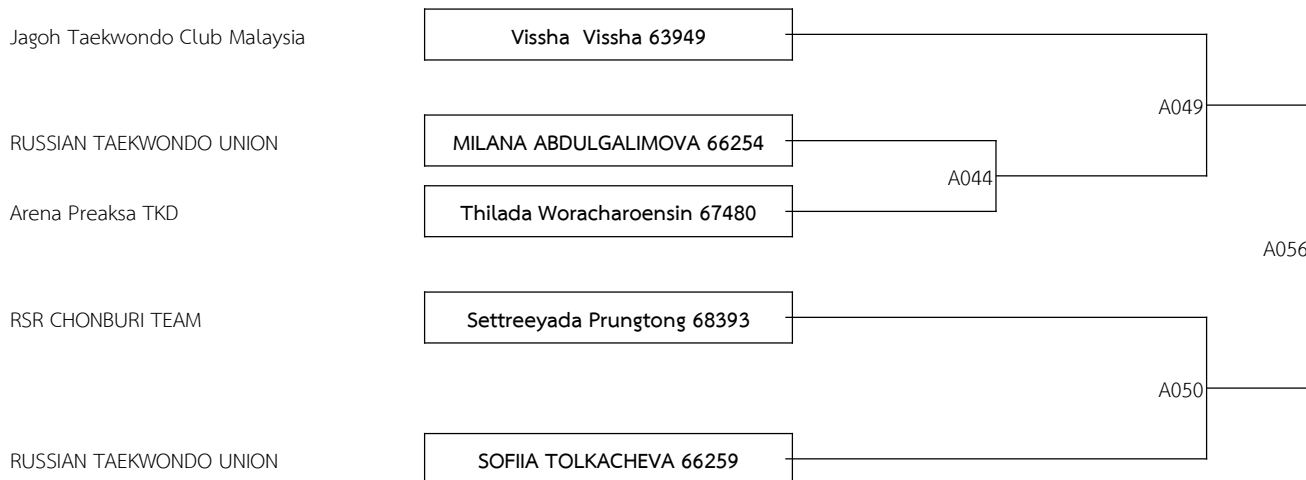 Jagoh Taekwondo Club Malaysia
Vissha Vissha 63949
A049
RUSSIAN TAEKWONDO UNION
MILANA ABDULGALIMOVA 66254
A044
Arena Preaksa TKD
Thilada Woracharoensin 67480
A056
RSR CHONBURI TEAM
Settreeyada Prungtong 68393
A050
RUSSIAN TAEKWONDO UNION
SOFIIA TOLKACHEVA 66259